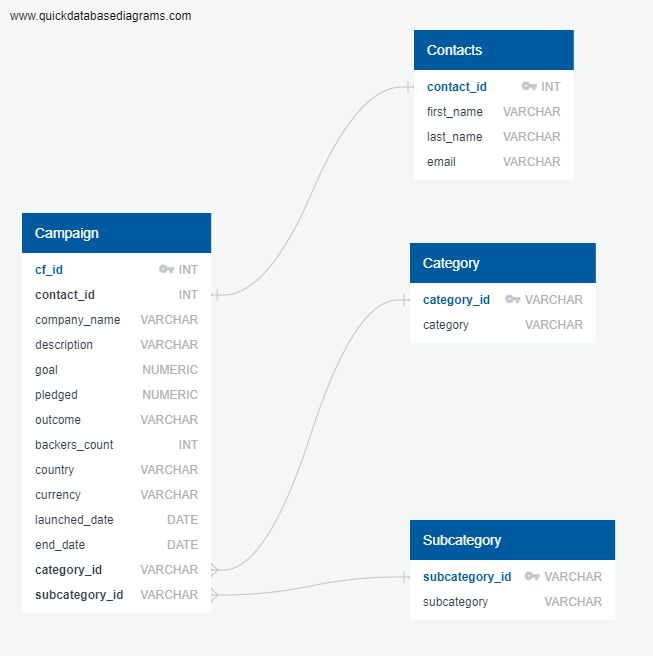 www.quickdatabasediagrams.com
Contacts
contact_id INT
first_name VARCHAR
last_name VARCHAR
email VARCHAR
Campaign
cf_id INT
contact_id INT
company_name VARCHAR
description VARCHAR
goal NUMERIC
pledged NUMERIC
outcome VARCHAR
backers_count INT
country VARCHAR
currency VARCHAR
launched_date DATE
end_date DATE
category_id VARCHAR
subcategory_id VARCHAR
Category
category_id VARCHAR
category VARCHAR
Subcategory
subcategory_id VARCHAR
subcategory VARCHAR